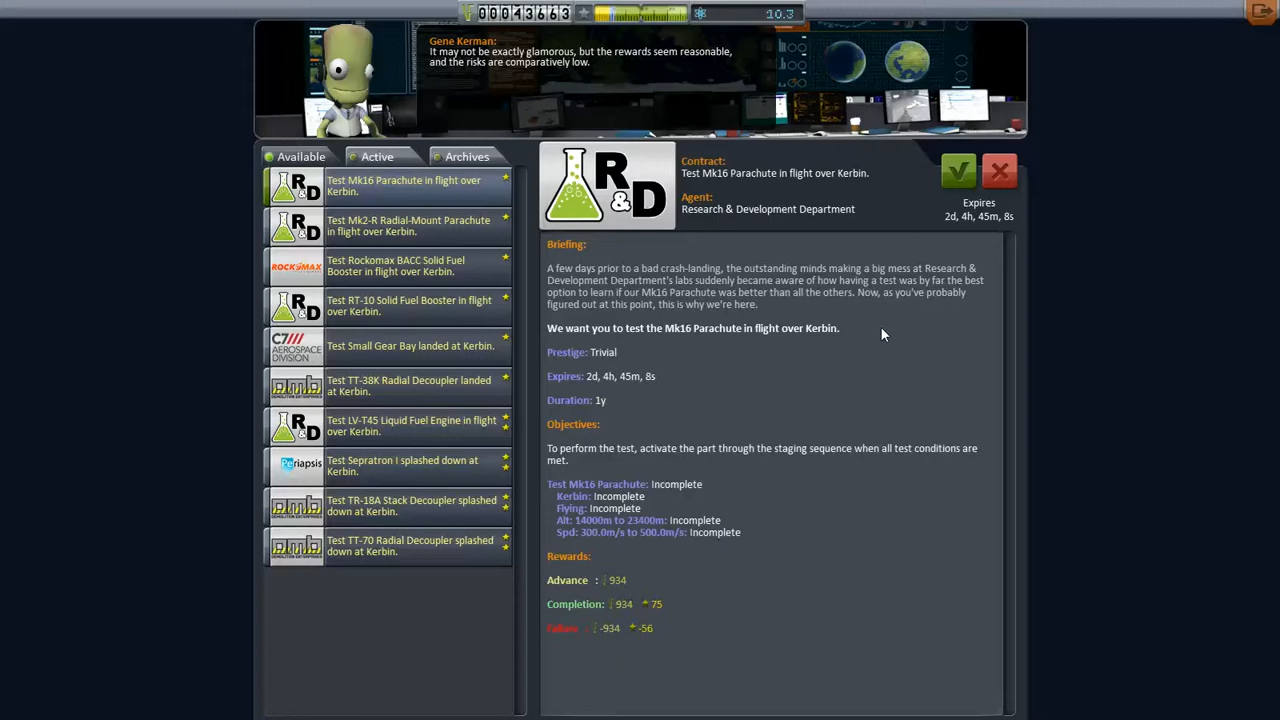 00043663
10.3
Gene Kerman:
It may not be exactly glamorous, but the rewards seem reasonable,
and the risks are comparatively low.
Available
Active
Archives
R&D
Test Mk16 Parachute in flight over
Kerbin.
R&D
Test Mk2-R Radial-Mount Parachute
in flight over Kerbin.
ROCKOMAX
Test Rockomax BACC Solid Fuel
Booster in flight over Kerbin.
R&D
Test RT-10 Solid Fuel Booster in flight
over Kerbin.
C7
AEROSPACE
DIVISION
Test Small Gear Bay landed at Kerbin.
omb
Test TT-38K Radial Decoupler landed
at Kerbin.
R&D
Test LV-T45 Liquid Fuel Engine in flight
over Kerbin.
Periapsis
Test Sepratron I splashed down at
Kerbin.
omb
Test TR-18A Stack Decoupler splashed
down at Kerbin.
omb
Test TT-70 Radial Decoupler splashed
down at Kerbin.
R&D
Contract:
Test Mk16 Parachute in flight over Kerbin.
Agent:
Research & Development Department
Expires
2d, 4h, 45m, 8s
Briefing:
A few days prior to a bad crash-landing, the outstanding minds making a big mess at Research &
Development Department's labs suddenly became aware of how having a test was by far the best
option to learn if our Mk16 Parachute was better than all the others. Now, as you've probably
figured out at this point, this is why we're here.
We want you to test the Mk16 Parachute in flight over Kerbin.
Prestige: Trivial
Expires: 2d, 4h, 45m, 8s
Duration: 1y
Objectives:
To perform the test, activate the part through the staging sequence when all test conditions are
met.
Test Mk16 Parachute: Incomplete
Kerbin: Incomplete
Flying: Incomplete
Alt: 14000m to 23400m: Incomplete
Spd: 300.0m/s to 500.0m/s: Incomplete
Rewards:
Advance : 934
Completion: 934 75
Failure : -934 -56